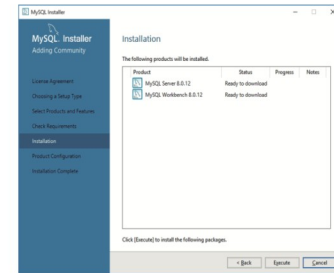 MySQL Installer
MySQL. Installer
Adding Community
License Agreement
Choosing a Setup Type
Select Products and Features
Check Requirements
Installation
Product Configuration
Installation Complete
Installation
The following products will be installed.
Product Status Progress Notes
MySQL Server 8.0.12 Ready to download
MySQL Workbench 8.0.12 Ready to download
Click [Execute] to install the following packages.
< Back Execute Cancel